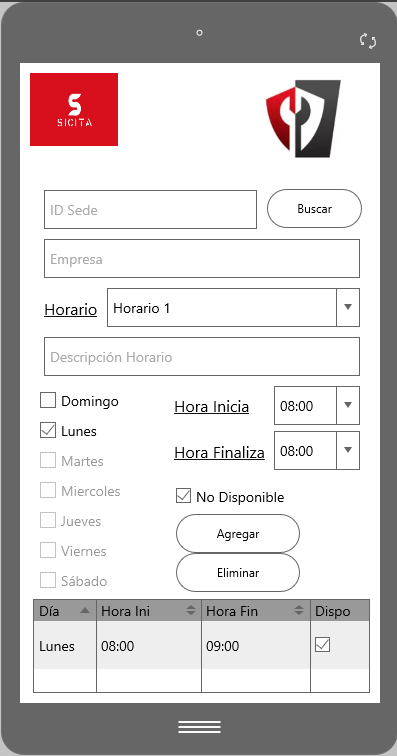 S
SICITA
ID Sede
Buscar
Empresa
Horario
Horario 1
Descripción Horario
Domingo
Hora Inicia
08:00
Lunes
Hora Finaliza
08:00
Martes
Miercoles
No Disponible
Jueves
Agregar
Viernes
Eliminar
Sábado
Día
Hora Ini
Hora Fin
Dispo
Lunes
08:00
09:00